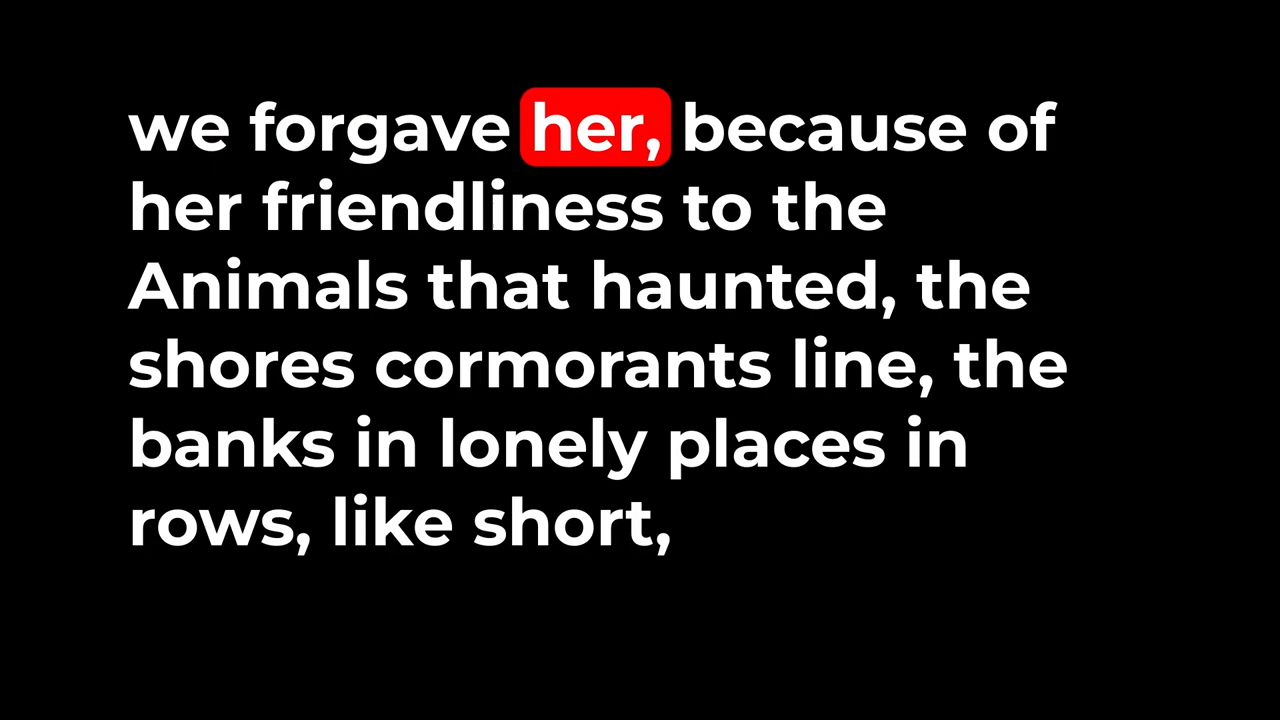 we forgave her, because of
her friendliness to the
Animals that haunted, the
shores cormorants line, the
banks in lonely places in
rows, like short,